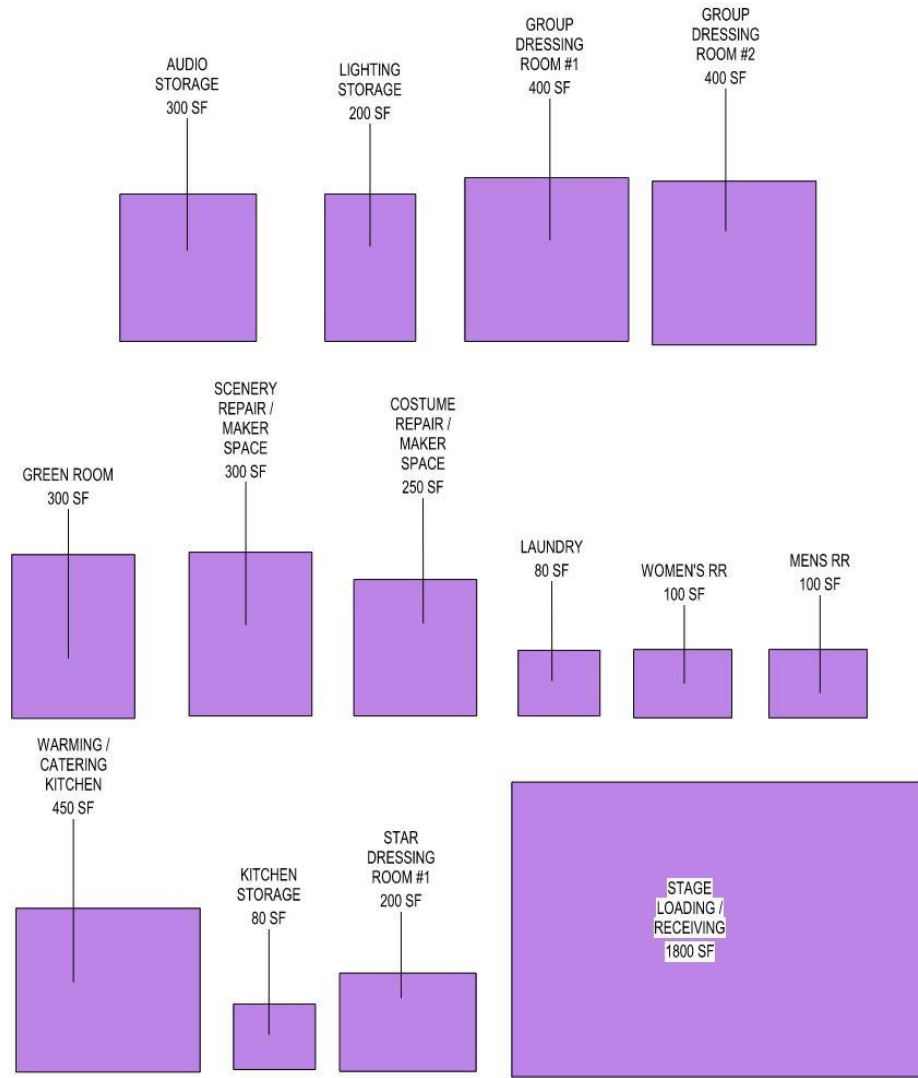 AUDIO
STORAGE
300 SF
LIGHTING
STORAGE
200 SF
GROUP
DRESSING
ROOM #1
400 SF
GROUP
DRESSING
ROOM #2
400 SF
GREEN ROOM
300 SF
SCENERY
REPAIR /
MAKER
SPACE
300 SF
COSTUME
REPAIR /
MAKER
SPACE
250 SF
LAUNDRY
80 SF
WOMEN'S RR
100 SF
MENS RR
100 SF
WARMING /
CATERING
KITCHEN
450 SF
KITCHEN
STORAGE
80 SF
STAR
DRESSING
ROOM #1
200 SF
STAGE
LOADING /
RECEIVING
1800 SF